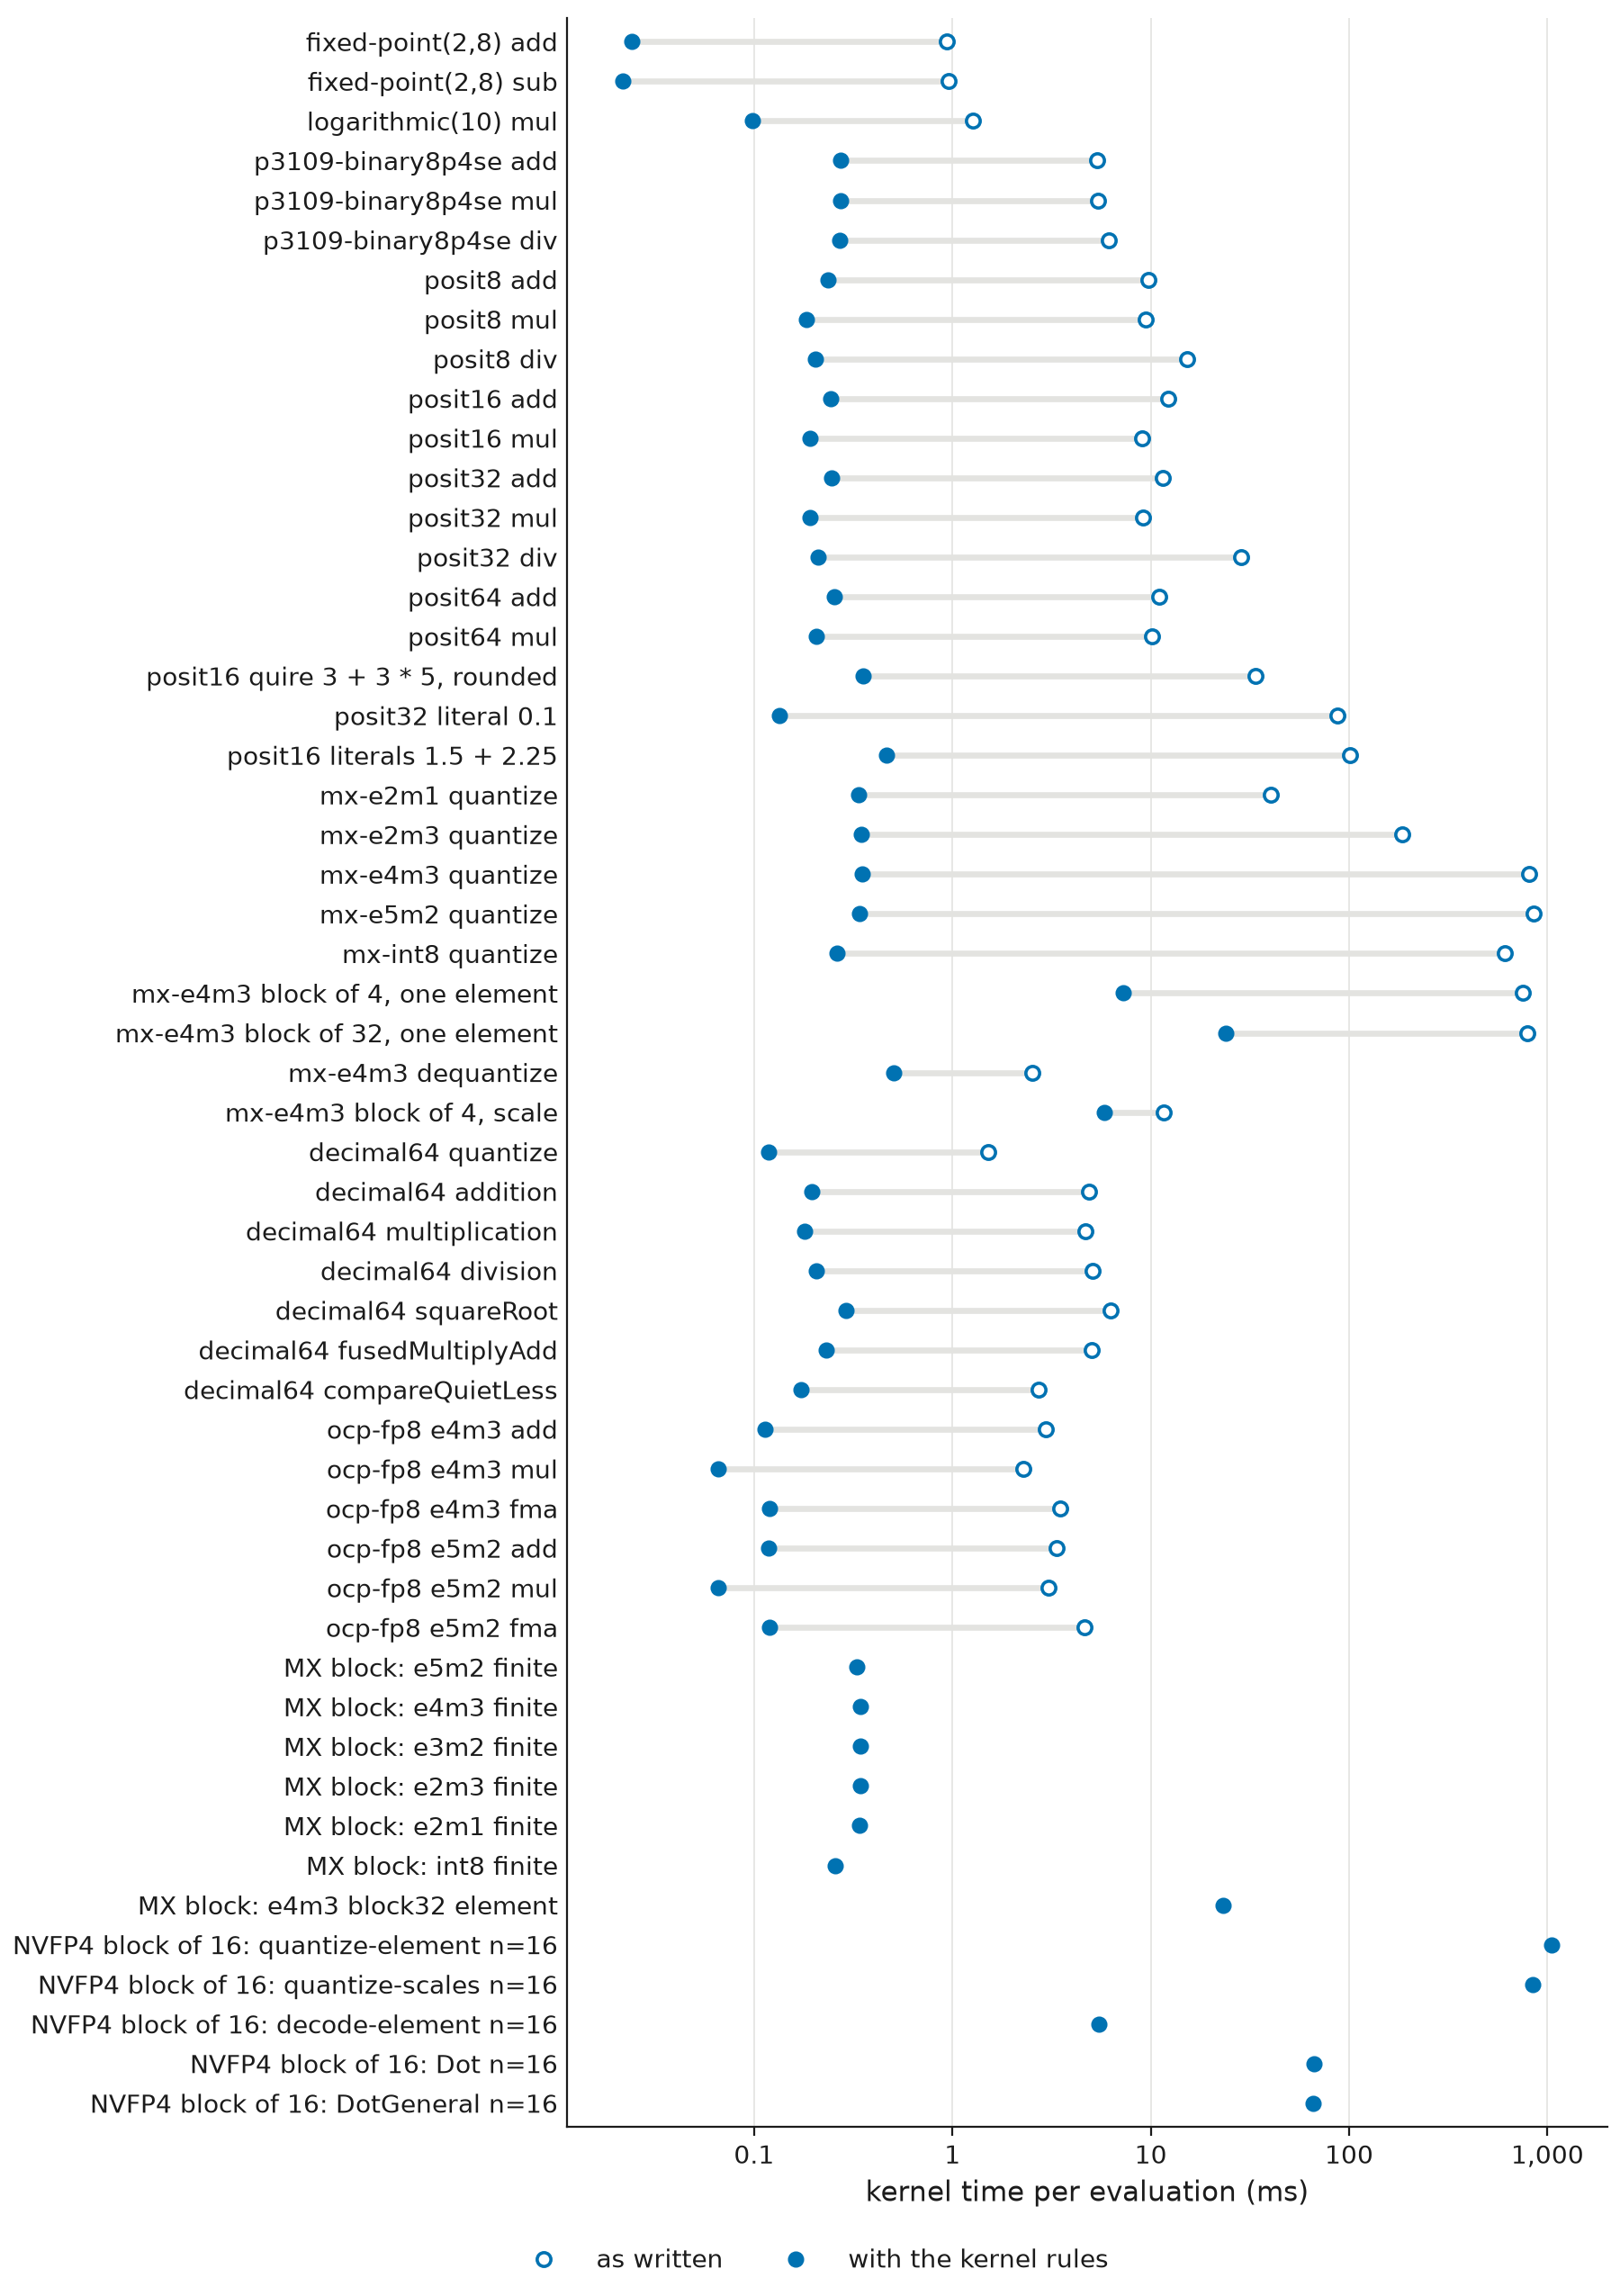 fixed-point(2,8) add
fixed-point(2,8) sub
logarithmic(10) mul
p3109-binary8p4se add
p3109-binary8p4se mul
p3109-binary8p4se div
posit8 add
posit8 mul
posit8 div
posit16 add
posit16 mul
posit32 add
posit32 mul
posit32 div
posit64 add
posit64 mul
posit16 quire 3 + 3 * 5, rounded
posit32 literal 0.1
posit16 literals 1.5 + 2.25
mx-e2m1 quantize
mx-e2m3 quantize
mx-e4m3 quantize
mx-e5m2 quantize
mx-int8 quantize
mx-e4m3 block of 4, one element
mx-e4m3 block of 32, one element
mx-e4m3 dequantize
mx-e4m3 block of 4, scale
decimal64 quantize
decimal64 addition
decimal64 multiplication
decimal64 division
decimal64 squareRoot
decimal64 fusedMultiplyAdd
decimal64 compareQuietLess
ocp-fp8 e4m3 add
ocp-fp8 e4m3 mul
ocp-fp8 e4m3 fma
ocp-fp8 e5m2 add
ocp-fp8 e5m2 mul
ocp-fp8 e5m2 fma
MX block: e5m2 finite
MX block: e4m3 finite
MX block: e3m2 finite
MX block: e2m3 finite
MX block: e2m1 finite
MX block: int8 finite
MX block: e4m3 block32 element
NVFP4 block of 16: quantize-element n=16
NVFP4 block of 16: quantize-scales n=16
NVFP4 block of 16: decode-element n=16
NVFP4 block of 16: Dot n=16
NVFP4 block of 16: DotGeneral n=16
0.1 1 10 100 1,000
kernel time per evaluation (ms)
as written with the kernel rules